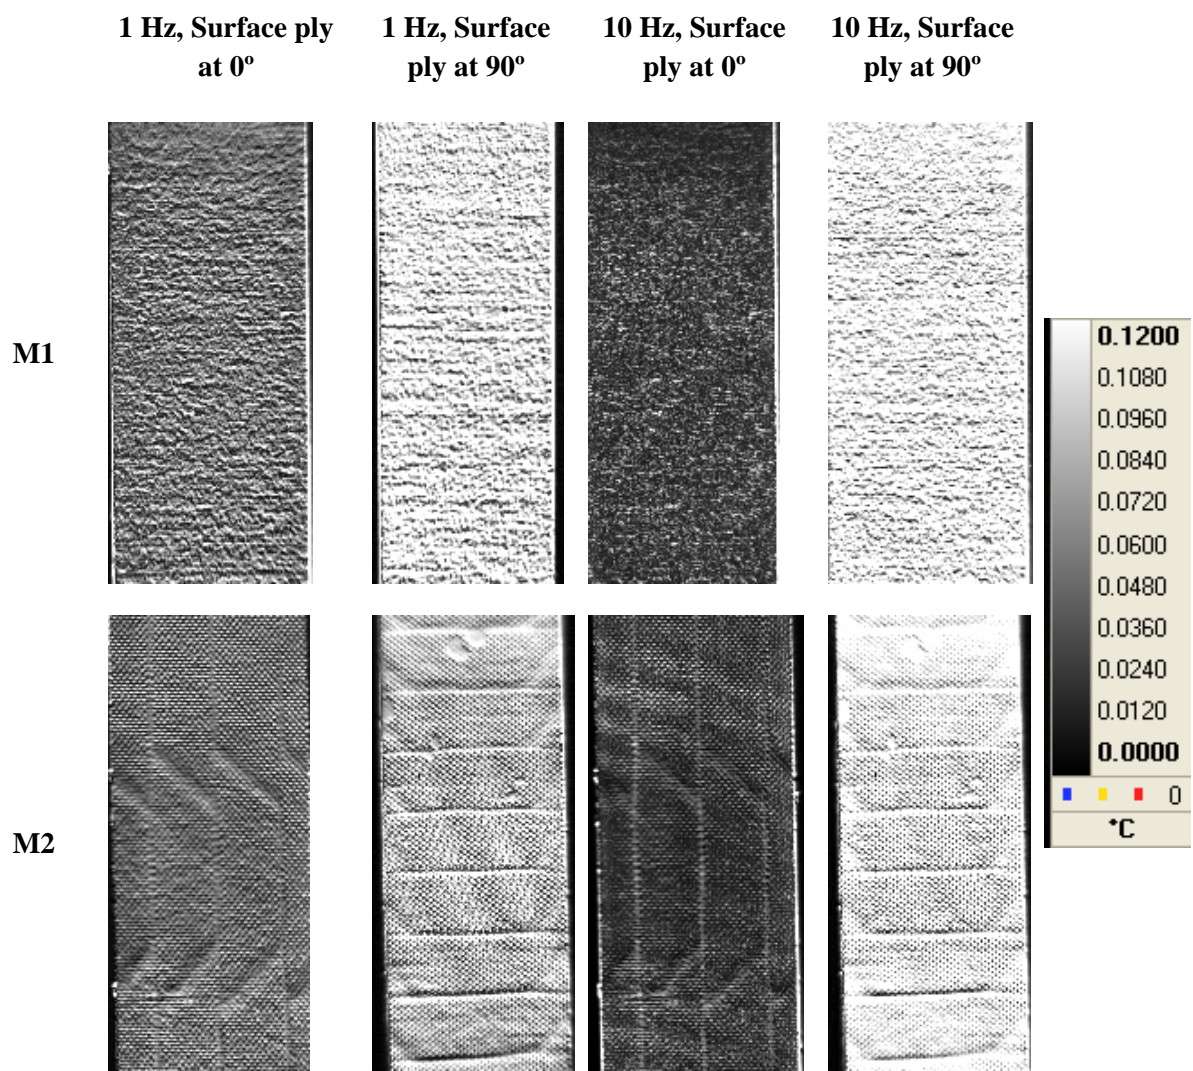 1 Hz, Surface ply
at 0º
1 Hz, Surface
ply at 90º
10 Hz, Surface
ply at 0º
10 Hz, Surface
ply at 90º
M1
0.1200
0.1080
0.0960
0.0840
0.0720
0.0600
0.0480
0.0360
0.0240
0.0120
0.0000
0
°C
M2